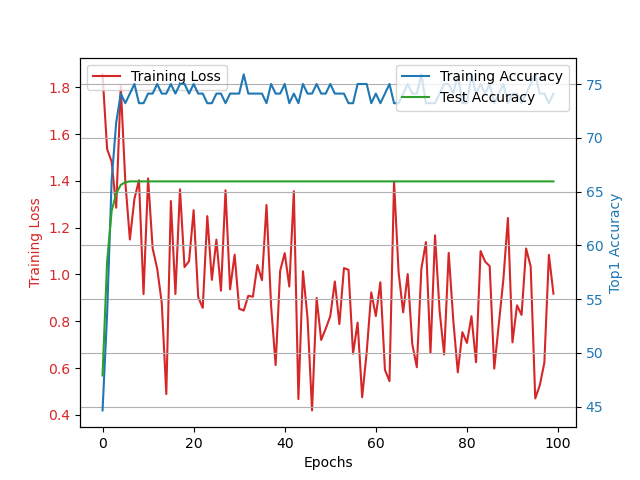 Training Loss
Training Accuracy
Test Accuracy
1.8
1.6
1.4
1.2
1.0
0.8
0.6
0.4
Training Loss
75
70
65
60
55
50
45
Top1 Accuracy
0 20 40 60 80 100
Epochs